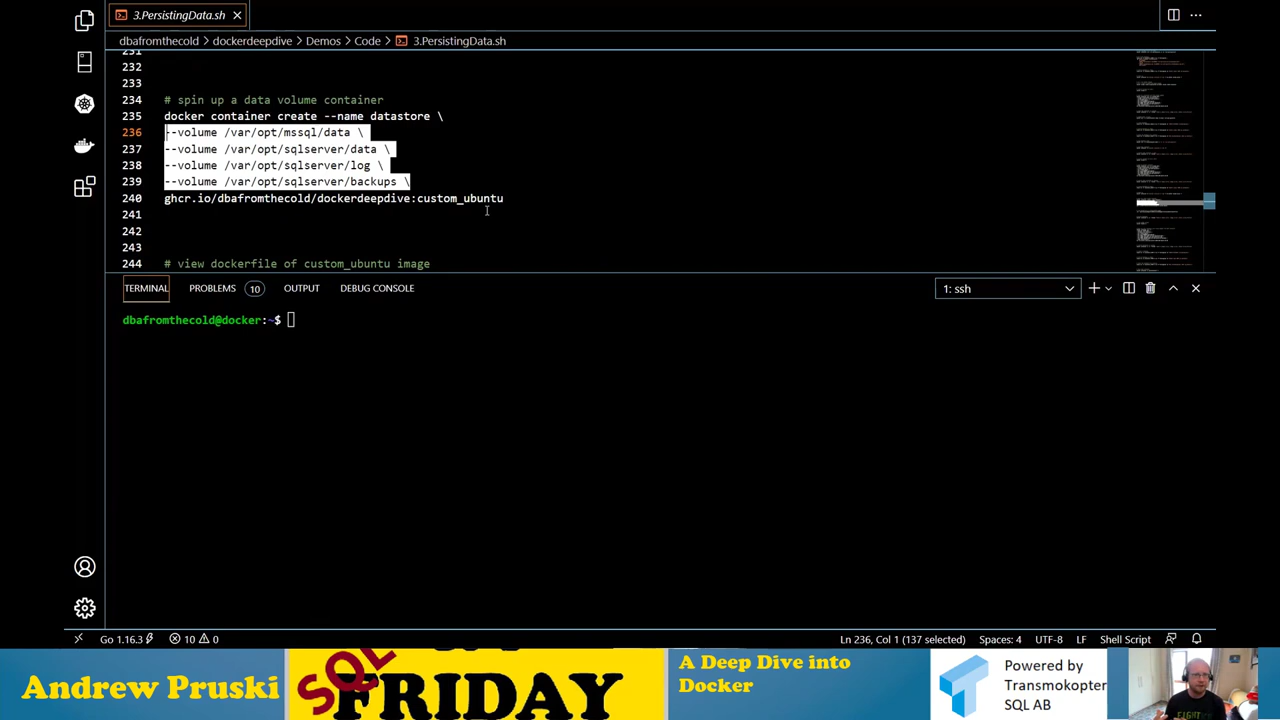 3.PersistingData.sh
dbafromthecold > dockerdeepdive > Demos > Code > 3.PersistingData.sh
231
232
233
234 # spin up a data volume container
235 docker container create --name datastore \
236 --volume /var/opt/mssql/data \
237 --volume /var/opt/sqlserver/data \
238 --volume /var/opt/sqlserver/log \
239 --volume /var/opt/sqlserver/backups \
240
241
242
243
244 # view dockerfile of custom_ubuntu image
TERMINAL PROBLEMS 10 OUTPUT DEBUG CONSOLE 1: ssh
dbafromthecold@docker:~$
Go 1.16.3 10 0 Ln 236, Col 1 (137 selected) Spaces: 4 UTF-8 LF Shell Script
Andrew Pruski
SQL
FRIDAY
A Deep Dive into
Docker
Powered by
Transmokopter
SQL AB